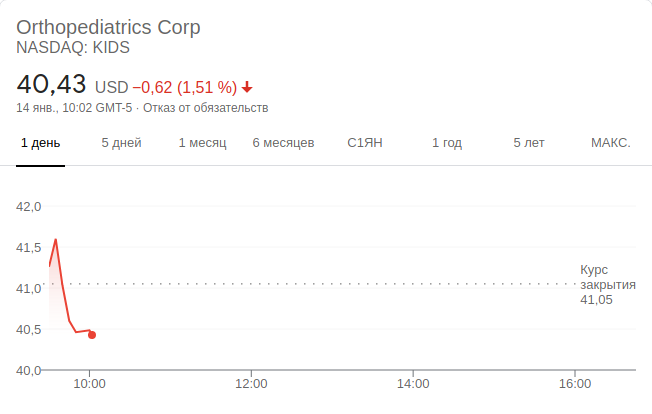 Orthopediatrics Corp
NASDAQ: KIDS
40,43 USD −0,62 (1,51 %)
14 янв., 10:02 GMT-5 · Отказ от обязательств
1 день 5 дней 1 месяц 6 месяцев С1ЯН 1 год 5 лет МАКС.
42,0
41,5
41,0
40,5
40,0
Курс
закрытия
41,05
10:00 12:00 14:00 16:00